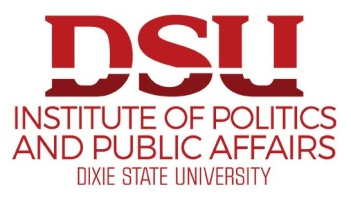 DSU
INSTITUTE OF POLITICS
AND PUBLIC AFFAIRS
DIXIE STATE UNIVERSITY